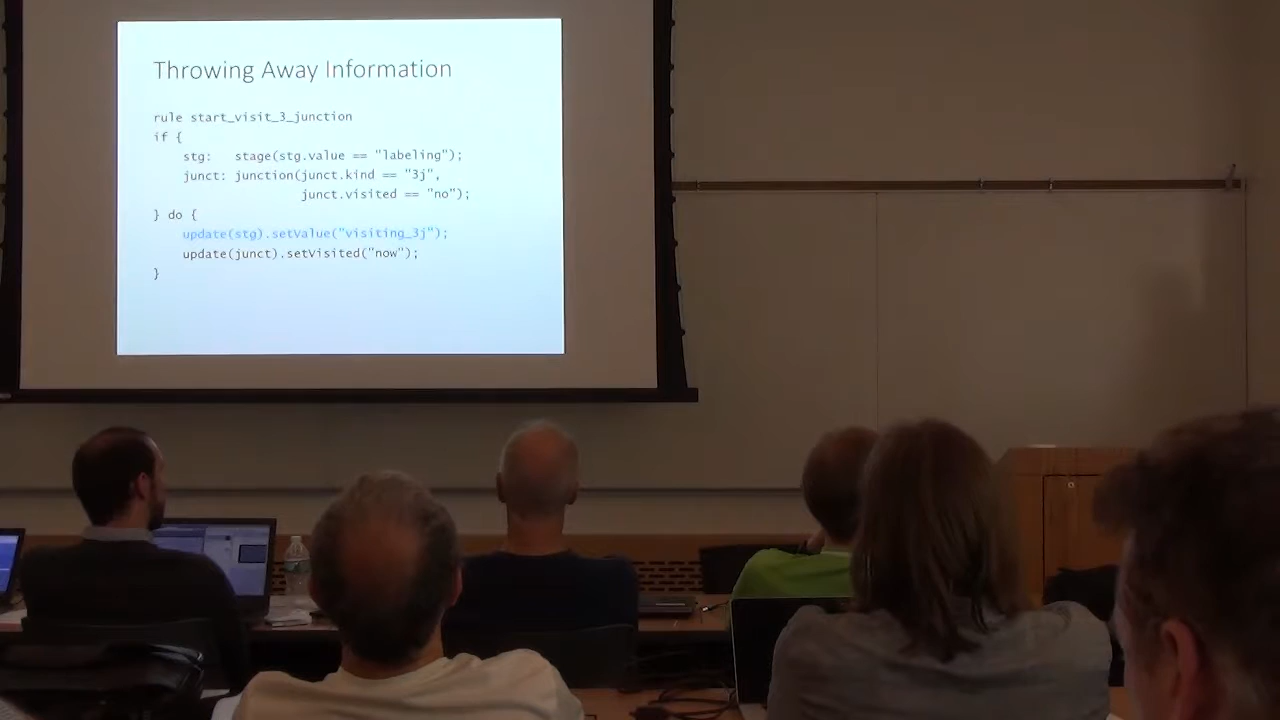 Throwing Away Information
rule start_visit_3_junction
if {
stg: stage(stg.value == "labeling");
junct: junction(junct.kind == "3j",
junct.visited == "no");
} do {
update(stg).setValue("visiting_3j");
update(junct).setVisited("now");
}